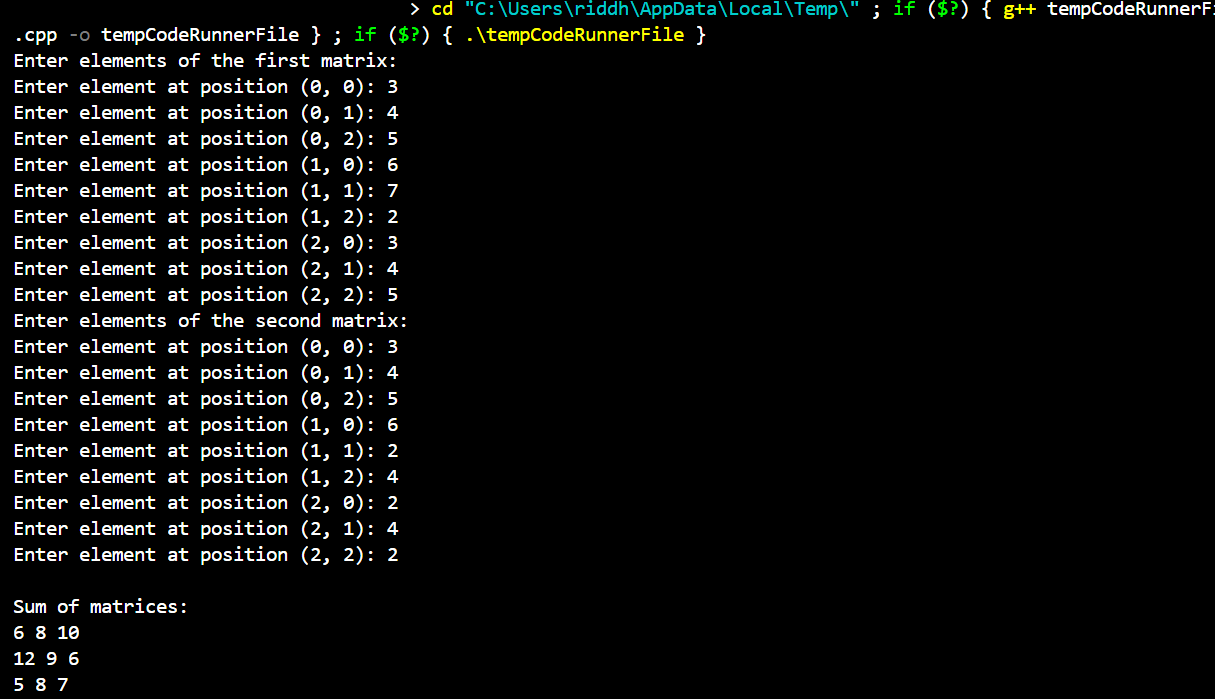 > cd "C:\Users\riddh\AppData\Local\Temp\" ; if ($?) { g++ tempCodeRunnerFi
.cpp -o tempCodeRunnerFile } ; if ($?) { .\tempCodeRunnerFile }
Enter elements of the first matrix:
Enter element at position (0, 0): 3
Enter element at position (0, 1): 4
Enter element at position (0, 2): 5
Enter element at position (1, 0): 6
Enter element at position (1, 1): 7
Enter element at position (1, 2): 2
Enter element at position (2, 0): 3
Enter element at position (2, 1): 4
Enter element at position (2, 2): 5
Enter elements of the second matrix:
Enter element at position (0, 0): 3
Enter element at position (0, 1): 4
Enter element at position (0, 2): 5
Enter element at position (1, 0): 6
Enter element at position (1, 1): 2
Enter element at position (1, 2): 4
Enter element at position (2, 0): 2
Enter element at position (2, 1): 4
Enter element at position (2, 2): 2
Sum of matrices:
6 8 10
12 9 6
5 8 7